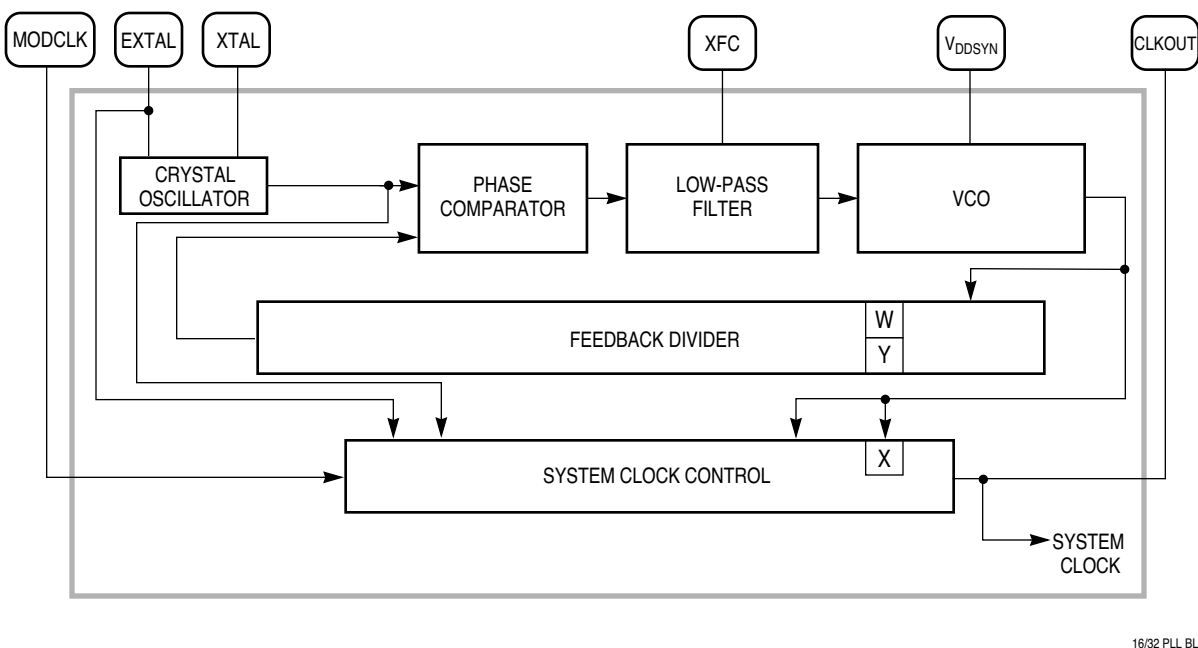 MODCLK
EXTAL
XTAL
XFC
VDDSYN
CLKOUT
CRYSTAL
OSCILLATOR
PHASE
COMPARATOR
LOW-PASS
FILTER
VCO
FEEDBACK DIVIDER
W
Y
SYSTEM CLOCK CONTROL
X
SYSTEM
CLOCK
16/32 PLL BL